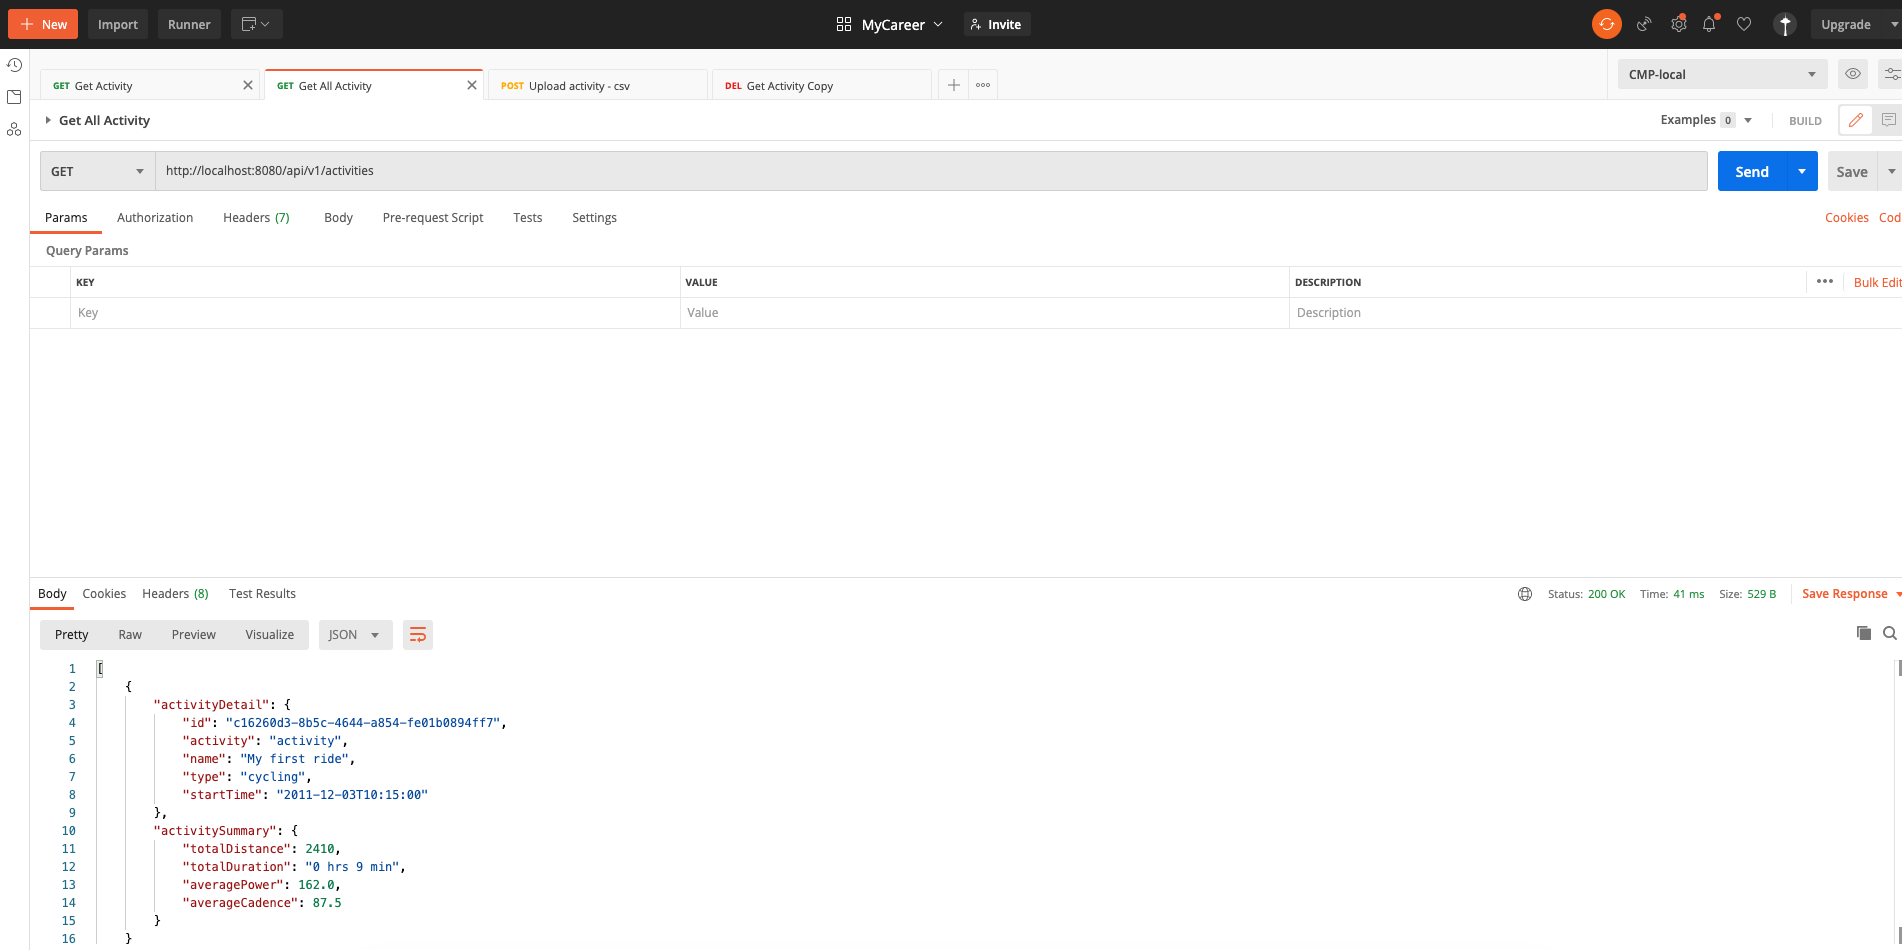 New Import Runner MyCareer Invite Upgrade
GET Get Activity GET Get All Activity POST Upload activity - csv DEL Get Activity Copy CMP-local
Get All Activity Examples 0 BUILD
GET http://localhost:8080/api/v1/activities Send Save
Params Authorization Headers (7) Body Pre-request Script Tests Settings Cookies Cod
Query Params
KEY VALUE DESCRIPTION Bulk Edit
Key Value Description
Body Cookies Headers (8) Test Results Status: 200 OK Time: 41 ms Size: 529 B Save Response
Pretty Raw Preview Visualize JSON
1 [
2 {
3 "activityDetail": {
4 "id": "c16260d3-8b5c-4644-a854-fe01b0894ff7",
5 "activity": "activity",
6 "name": "My first ride",
7 "type": "cycling",
8 "startTime": "2011-12-03T10:15:00"
9 },
10 "activitySummary": {
11 "totalDistance": 2410,
12 "totalDuration": "0 hrs 9 min",
13 "averagePower": 162.0,
14 "averageCadence": 87.5
15 }
16 }